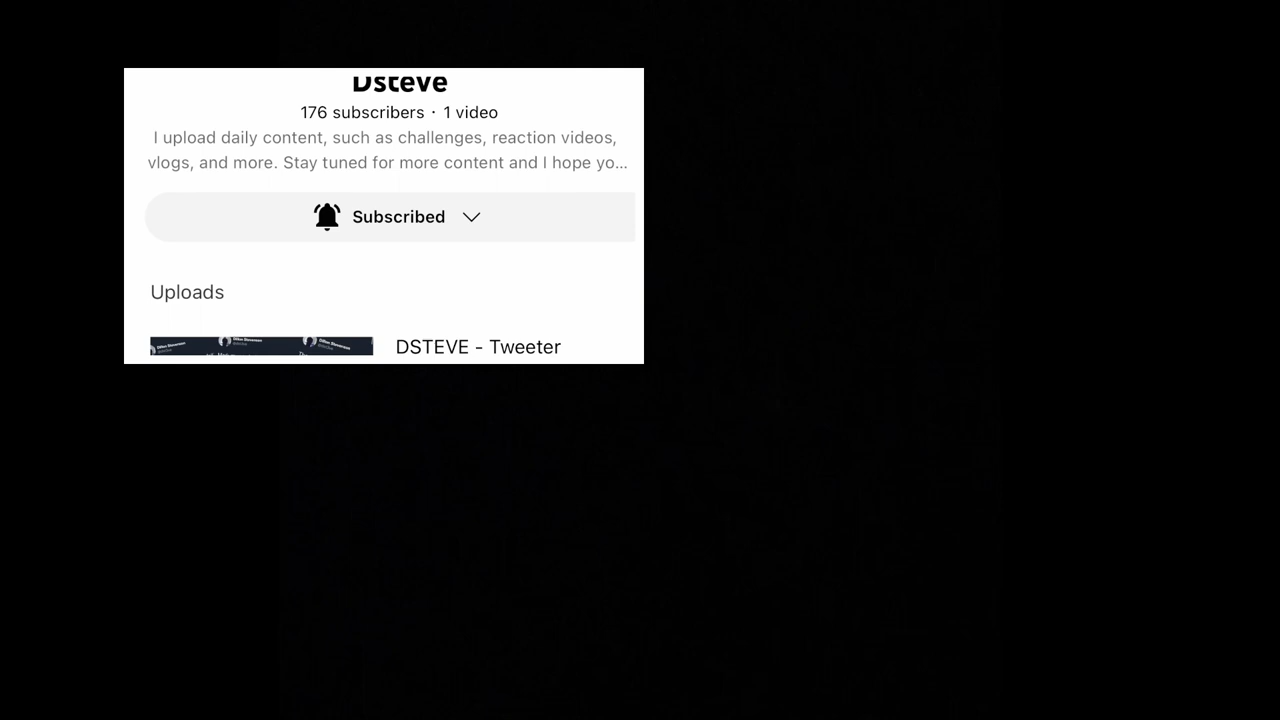 Dsteve
176 subscribers · 1 video
I upload daily content, such as challenges, reaction videos,
vlogs, and more. Stay tuned for more content and I hope yo...
Subscribed
Uploads
DSTEVE - Tweeter